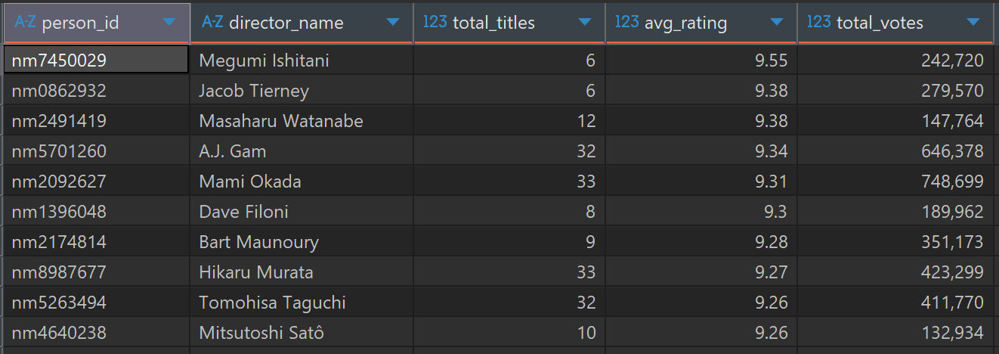 A-Z person_id A-Z director_name 123 total_titles 123 avg_rating 123 total_votes
nm7450029 Megumi Ishitani 6 9.55 242,720
nm0862932 Jacob Tierney 6 9.38 279,570
nm2491419 Masaharu Watanabe 12 9.38 147,764
nm5701260 A.J. Gam 32 9.34 646,378
nm2092627 Mami Okada 33 9.31 748,699
nm1396048 Dave Filoni 8 9.3 189,962
nm2174814 Bart Maunoury 9 9.28 351,173
nm8987677 Hikaru Murata 33 9.27 423,299
nm5263494 Tomohisa Taguchi 32 9.26 411,770
nm4640238 Mitsutoshi Satô 10 9.26 132,934